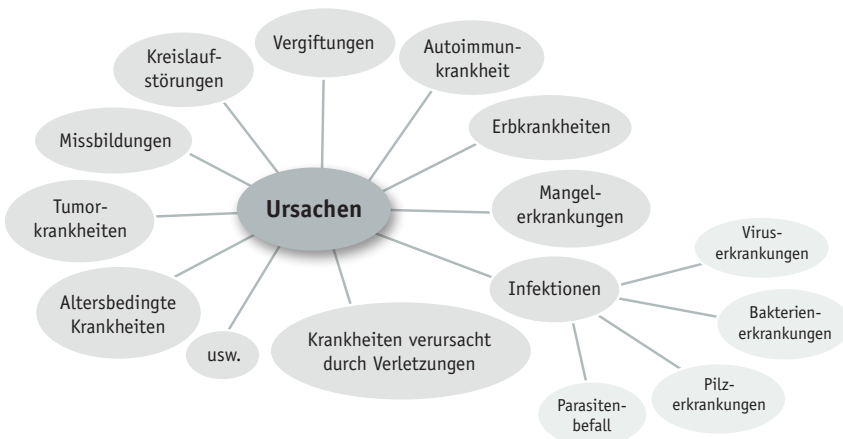 Vergiftungen
Autoimmun-
krankheit
Kreislauf-
störungen
Erbkrankheiten
Missbildungen
Mangel-
erkrankungen
Ursachen
Tumor-
krankheiten
Virus-
erkrankungen
Infektionen
Altersbedingte
Krankheiten
Bakterien-
erkrankungen
Krankheiten verursacht
durch Verletzungen
usw.
Pilz-
erkrankungen
Parasiten-
befall